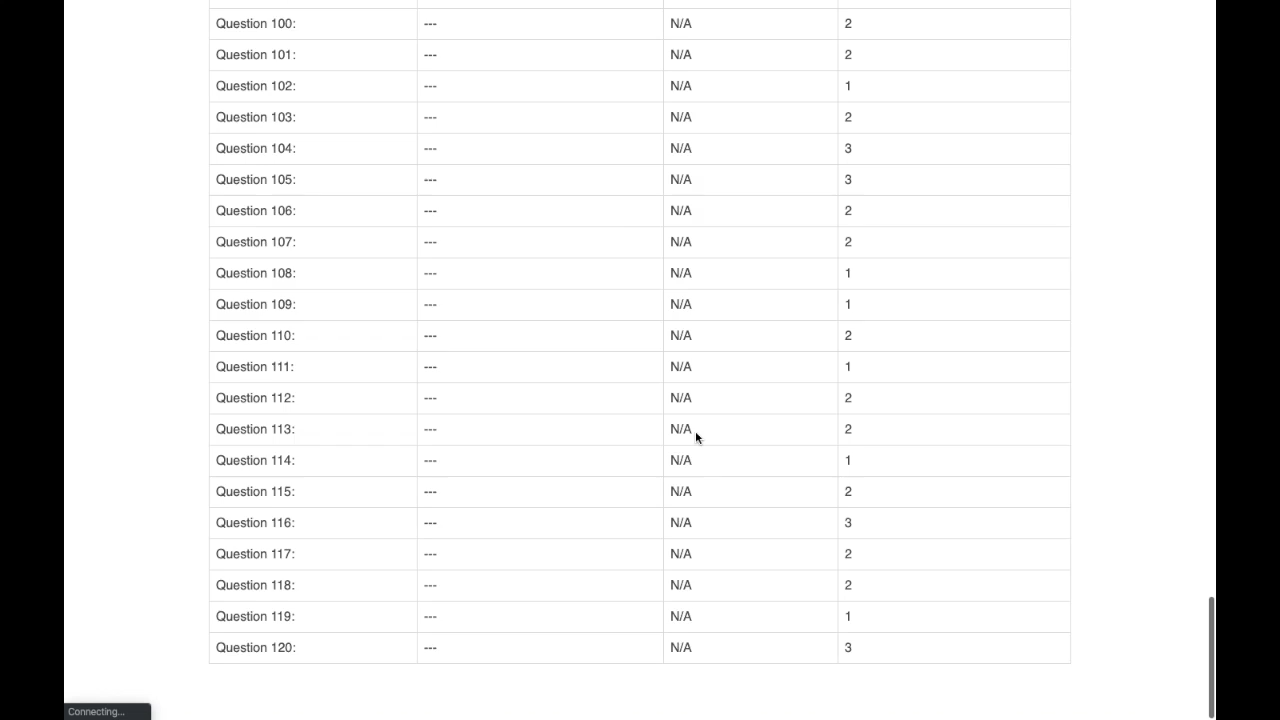 Question 100: --- N/A 2
Question 101: --- N/A 2
Question 102: --- N/A 1
Question 103: --- N/A 2
Question 104: --- N/A 3
Question 105: --- N/A 3
Question 106: --- N/A 2
Question 107: --- N/A 2
Question 108: --- N/A 1
Question 109: --- N/A 1
Question 110: --- N/A 2
Question 111: --- N/A 1
Question 112: --- N/A 2
Question 113: --- N/A 2
Question 114: --- N/A 1
Question 115: --- N/A 2
Question 116: --- N/A 3
Question 117: --- N/A 2
Question 118: --- N/A 2
Question 119: --- N/A 1
Question 120: --- N/A 3
Connecting...